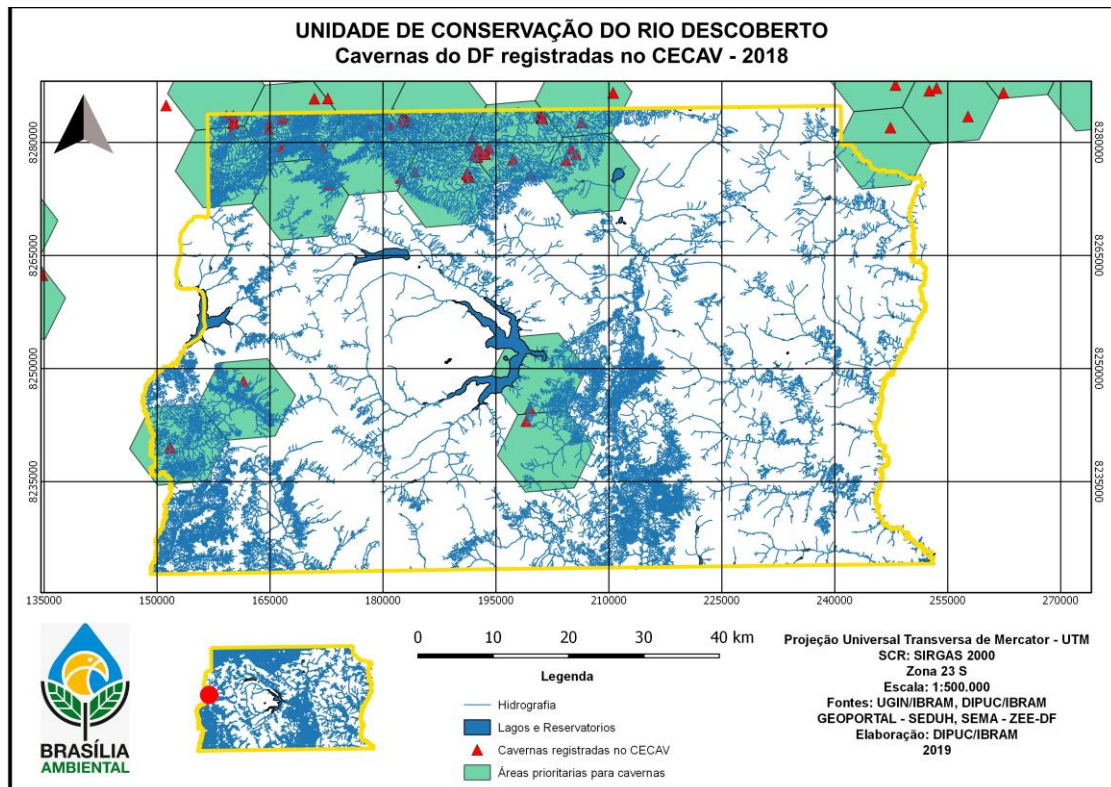 UNIDADE DE CONSERVAÇÃO DO RIO DESCOBERTO
Cavernas do DF registradas no CECAV - 2018
8280000
8280000
8265000
8265000
8250000
8250000
8235000
8235000
135000
150000
165000
180000
195000
210000
225000
240000
255000
270000
BRASÍLIA
AMBIENTAL
0 10 20 30 40 km
Legenda
Hidrografia
Lagos e Reservatorios
Cavernas registradas no CECAV
Áreas prioritarias para cavernas
Projeção Universal Transversa de Mercator - UTM
SCR: SIRGAS 2000
Zona 23 S
Escala: 1:500.000
Fontes: UGIN/IBRAM, DIPUC/IBRAM
GEOPORTAL - SEDUH, SEMA - ZEE-DF
Elaboração: DIPUC/IBRAM
2019